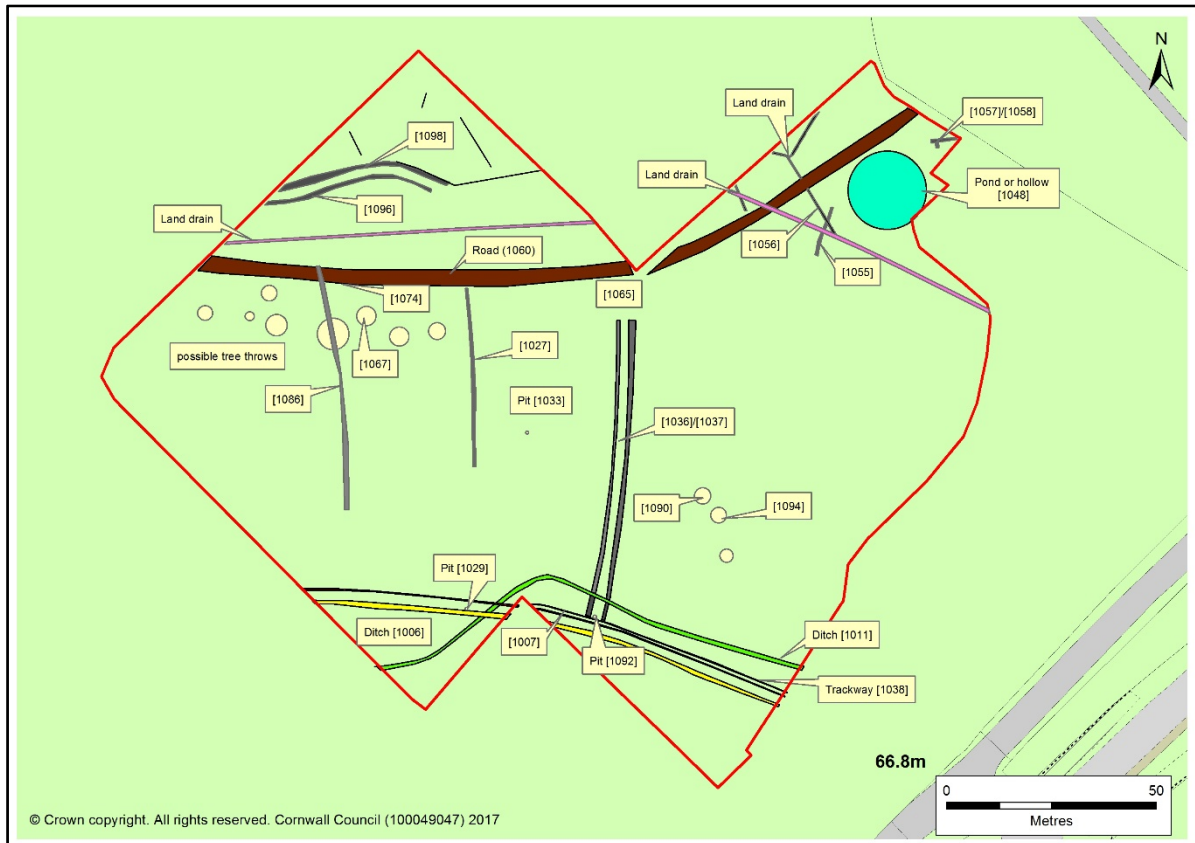 N
Land drain
[1057]/[1058]
[1098]
Land drain
Pond or hollow
[1048]
[1096]
Land drain
Road (1060)
[1056]
[1055]
[1074]
[1065]
[1027]
possible tree throws
[1067]
[1086]
Pit [1033]
[1036]/[1037]
[1090]
[1094]
Pit [1029]
Ditch [1006]
[1007]
Ditch [1011]
Pit [1092]
Trackway [1038]
66.8m
0 50
Metres
© Crown copyright. All rights reserved. Cornwall Council (100049047) 2017